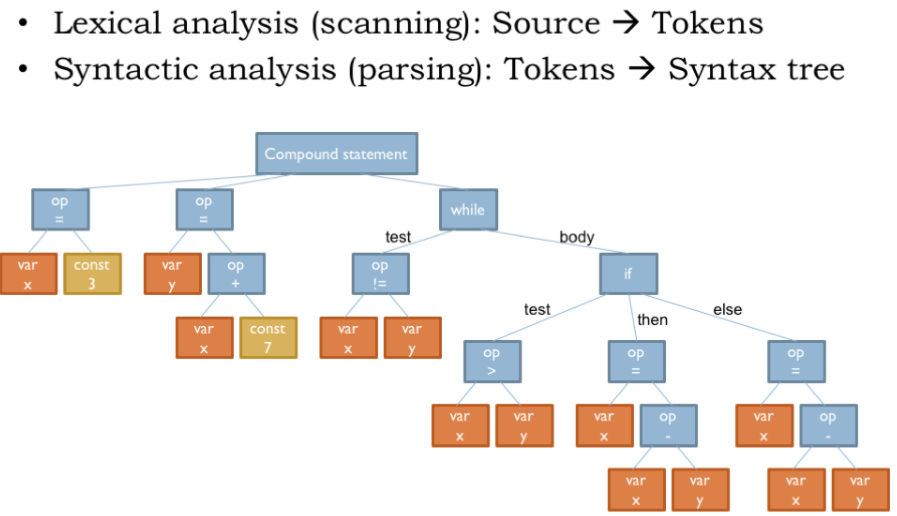 • Lexical analysis (scanning): Source → Tokens
• Syntactic analysis (parsing): Tokens → Syntax tree
Compound statement
op
=
op
=
while
test
body
var
x
const
3
var
y
op
+
op
!=
if
var
x
const
7
var
x
var
y
test
then
else
op
>
op
=
op
=
var
x
var
y
var
x
op
-
var
x
op
-
var
x
var
y
var
x
var
y